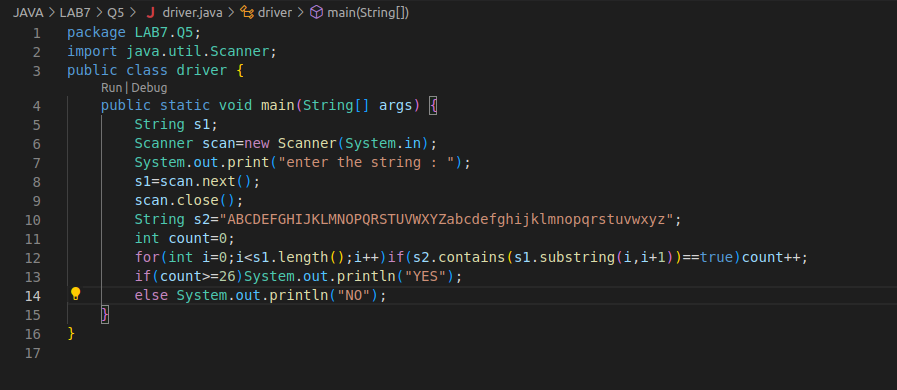 JAVA > LAB7 > Q5 > J driver.java > driver > main(String[])
1 package LAB7.Q5;
2 import java.util.Scanner;
3 public class driver {
Run | Debug
4 public static void main(String[] args) {
5 String s1;
6 Scanner scan=new Scanner(System.in);
7 System.out.print("enter the string : ");
8 s1=scan.next();
9 scan.close();
10 String s2="ABCDEFGHIJKLMNOPQRSTUVWXYZabcdefghijklmnopqrstuvwxyz";
11 int count=0;
12 for(int i=0;i<s1.length();i++)if(s2.contains(s1.substring(i,i+1))==true)count++;
13 if(count>=26)System.out.println("YES");
14 else System.out.println("NO");
15 }
16 }
17